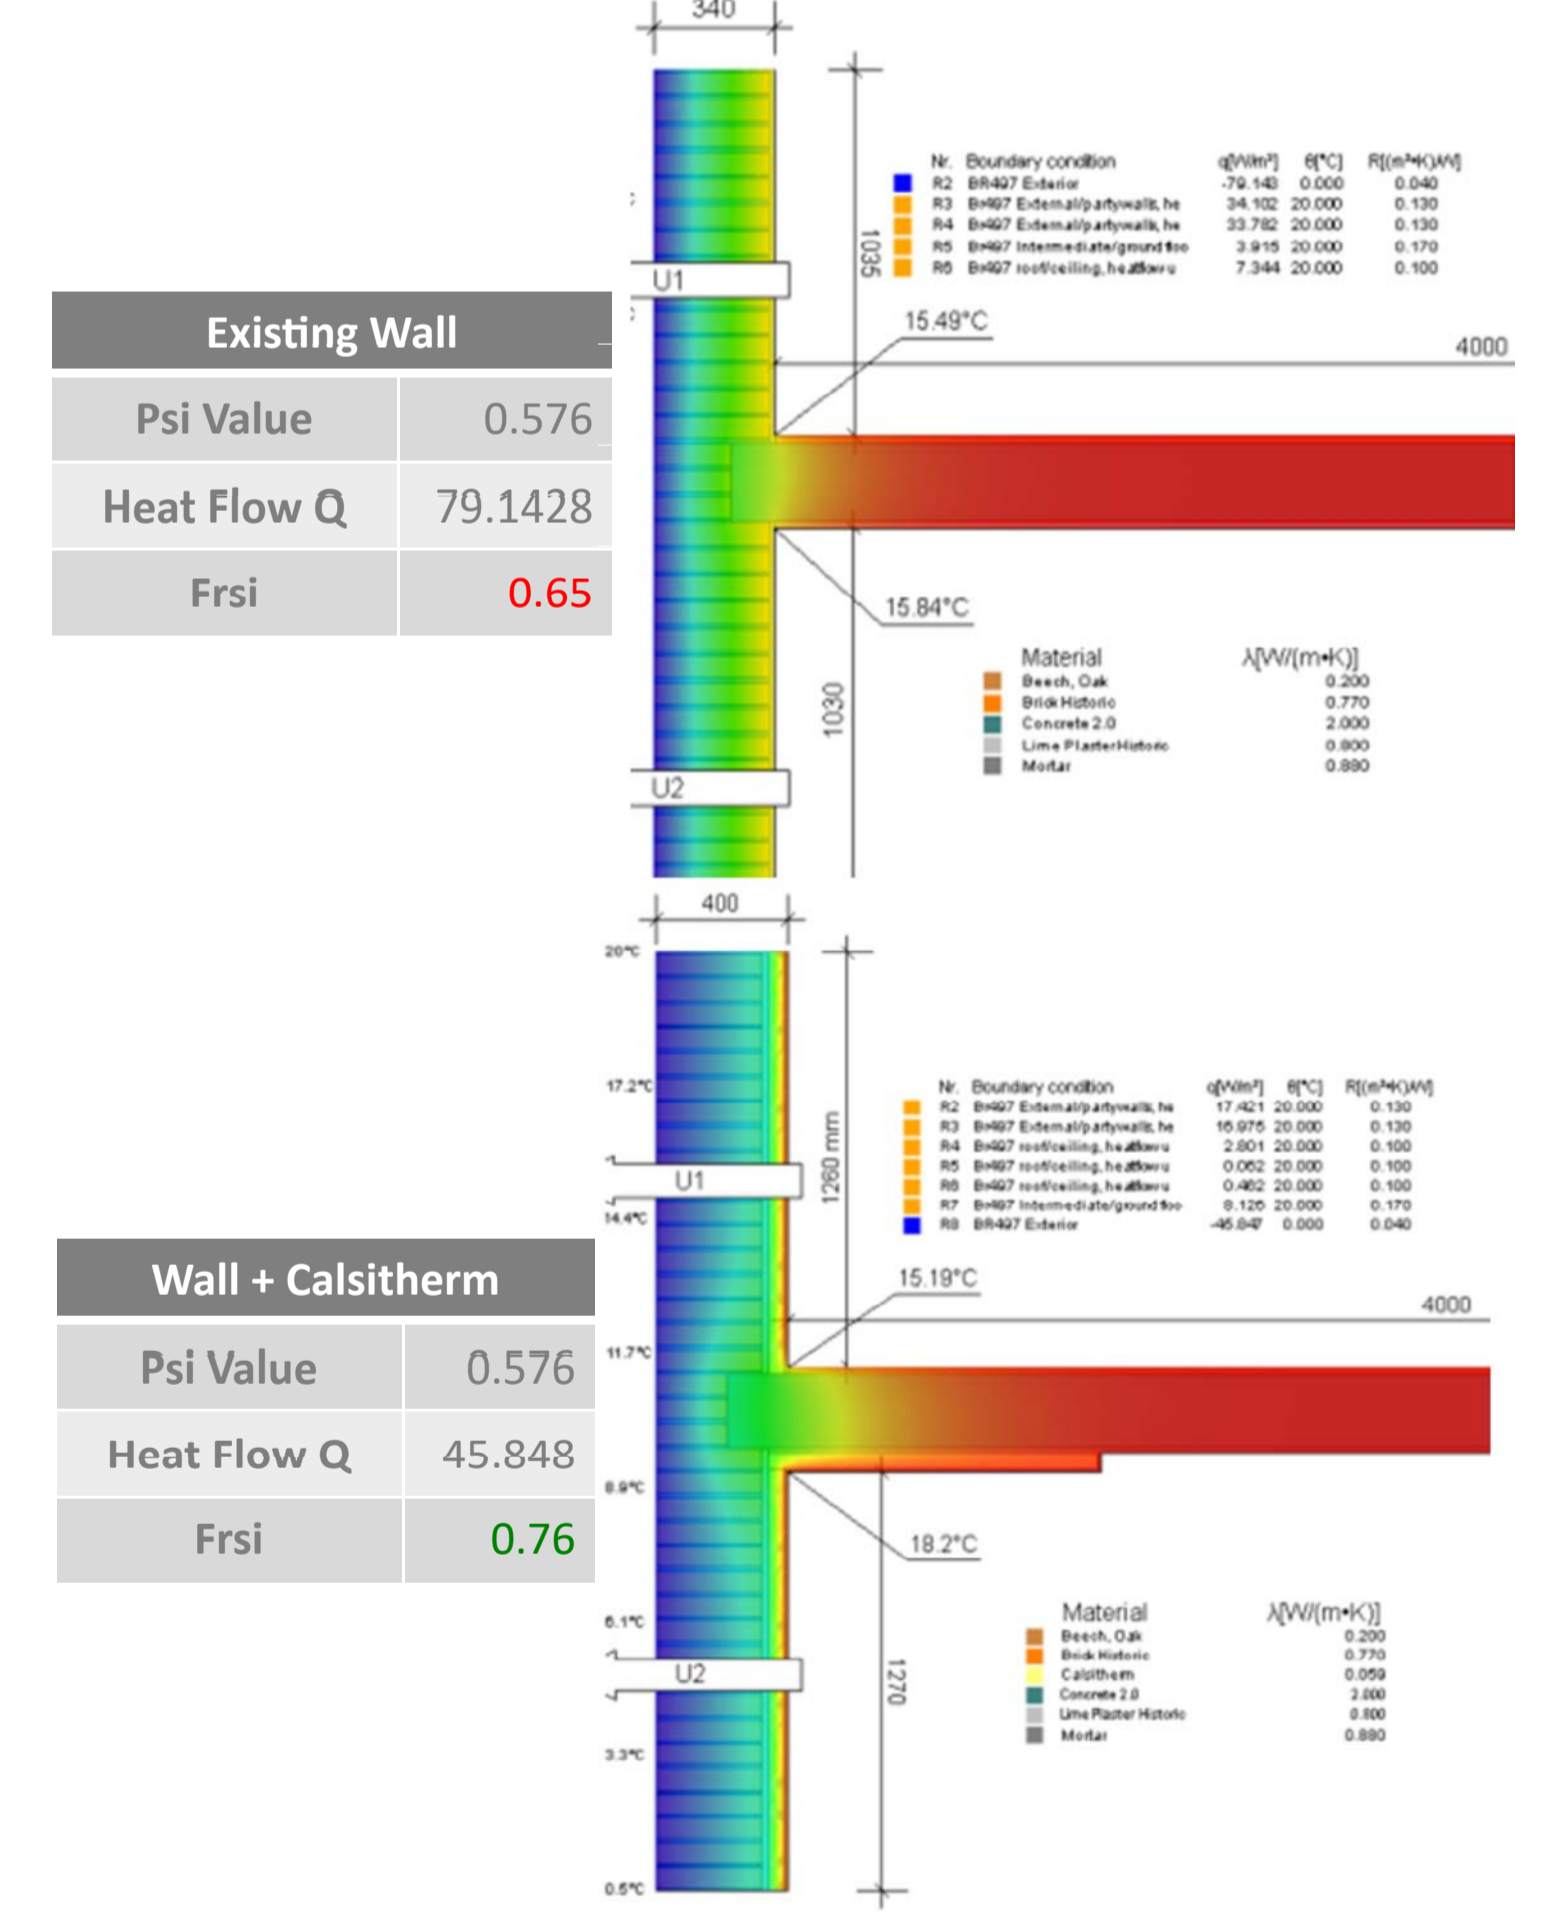 340
Nr. Boundary condition q[W/m²] θ[°C] R[(m²•K)/W]
R2 BR497 Exterior -79.143 0.000 0.040
R3 Br497 External/partywalls, he 34.102 20.000 0.130
R4 Br497 External/partywalls, he 33.782 20.000 0.130
R5 Br497 Intermediate/ground floo 3.915 20.000 0.170
R6 Br497 roof/ceiling, heatflow u 7.344 20.000 0.100
1035
U1
Existing Wall
Psi Value 0.576
Heat Flow Q 79.1428
Frsi 0.65
15.49°C
4000
15.84°C
Material λ[W/(m•K)]
Beech, Oak 0.200
Brick Historic 0.770
Concrete 2.0 2.000
Lime Plaster Historic 0.800
Mortar 0.880
1030
U2
400
20°C
17.2°C
Nr. Boundary condition q[W/m²] θ[°C] R[(m²•K)/W]
R2 Br497 External/partywalls, he 17.421 20.000 0.130
R3 Br497 External/partywalls, he 16.976 20.000 0.130
R4 Br497 roof/ceiling, heatflow u 2.801 20.000 0.100
R5 Br497 roof/ceiling, heatflow u 0.062 20.000 0.100
R6 Br497 roof/ceiling, heatflow u 0.462 20.000 0.100
R7 Br497 Intermediate/ground floo 8.126 20.000 0.170
R8 BR497 Exterior -45.847 0.000 0.040
1260 mm
U1
14.4°C
Wall + Calsitherm
Psi Value 0.576
Heat Flow Q 45.848
Frsi 0.76
15.19°C
4000
11.7°C
8.9°C
18.2°C
6.1°C
Material λ[W/(m•K)]
Beech, Oak 0.200
Brick Historic 0.770
Calsitherm 0.059
Concrete 2.0 2.000
Lime Plaster Historic 0.800
Mortar 0.880
U2
1270
3.3°C
0.5°C